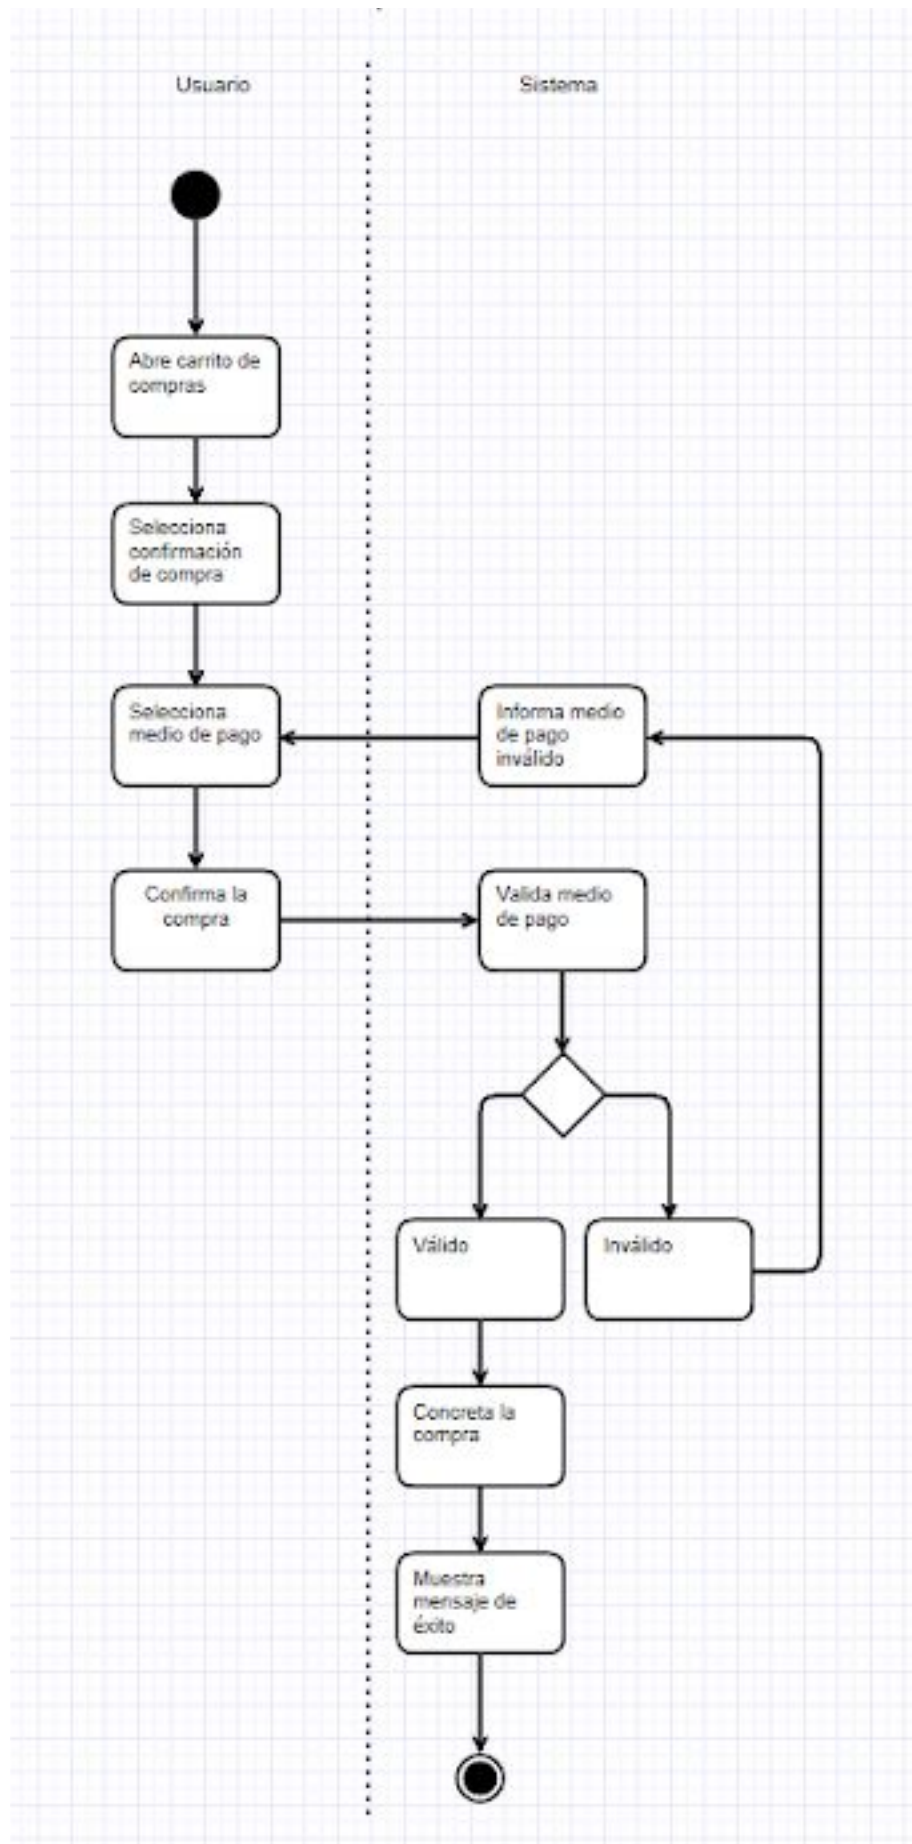 Usuario
Sistema
Abre carrito de
compras
Selecciona
confirmación
de compra
Selecciona
medio de pago
Informa medio
de pago
inválido
Confirma la
compra
Valida medio
de pago
Válido
Inválido
Concreta la
compra
Muestra
mensaje de
éxito